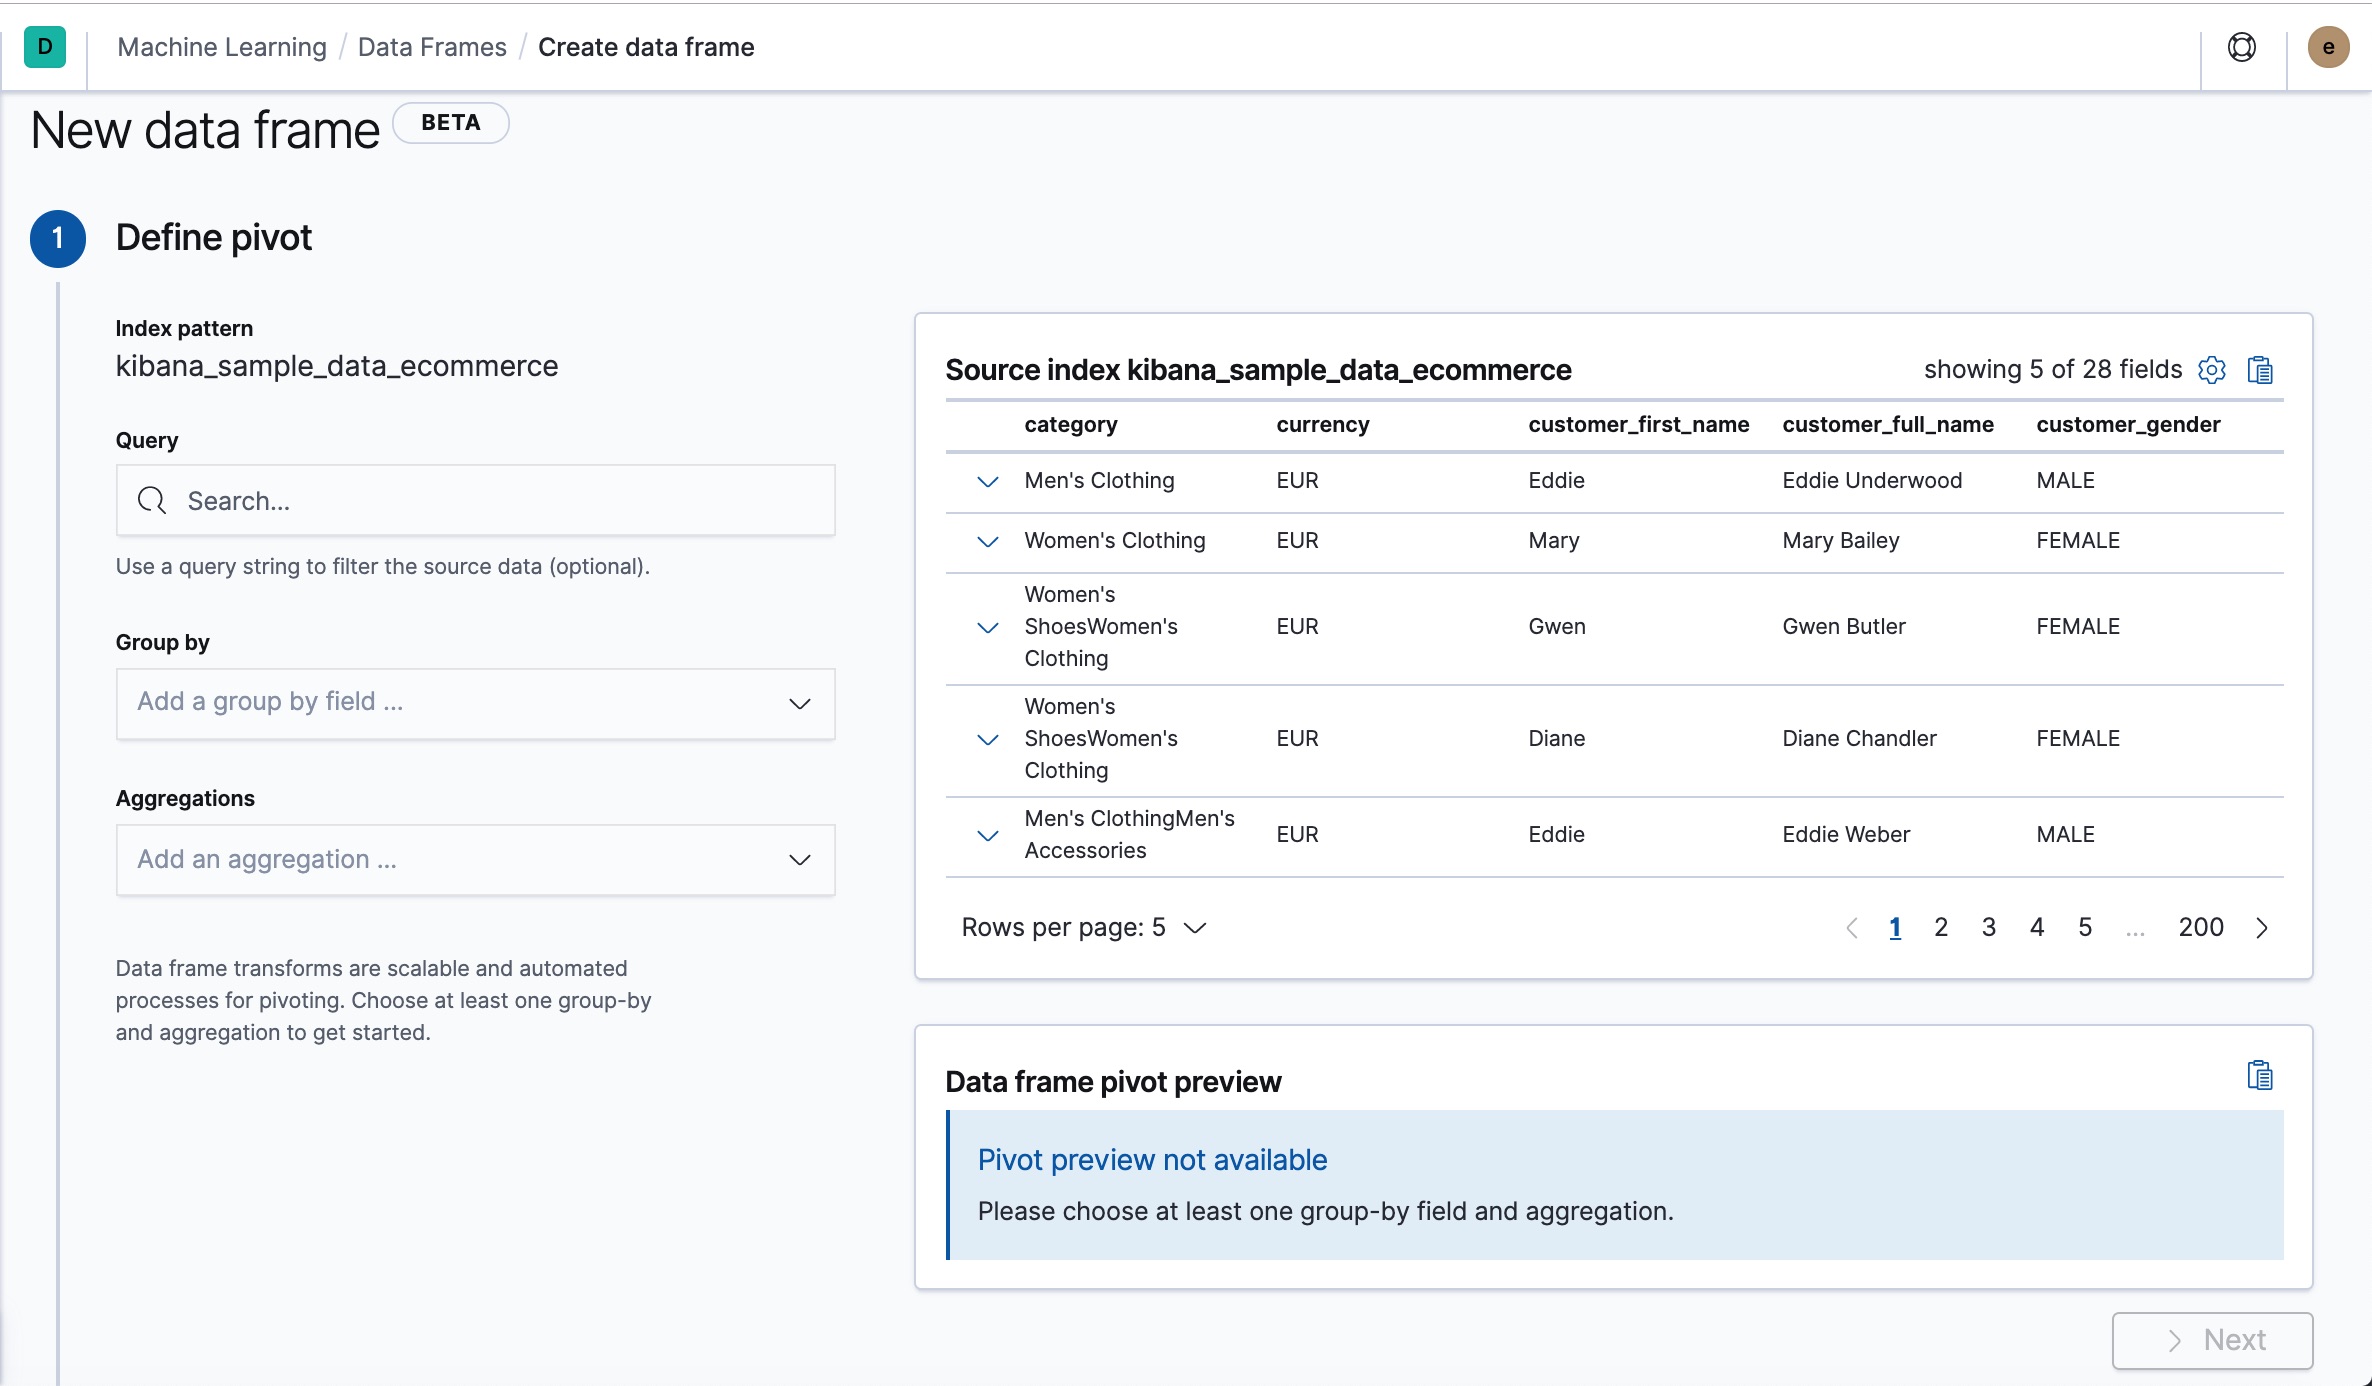 D
Machine Learning / Data Frames / Create data frame
e
New data frame BETA
1 Define pivot
Index pattern
kibana_sample_data_ecommerce
Query
Search...
Use a query string to filter the source data (optional).
Group by
Add a group by field ...
Aggregations
Add an aggregation ...
Data frame transforms are scalable and automated
processes for pivoting. Choose at least one group-by
and aggregation to get started.
Source index kibana_sample_data_ecommerce showing 5 of 28 fields
category currency customer_first_name customer_full_name customer_gender
Men's Clothing EUR Eddie Eddie Underwood MALE
Women's Clothing EUR Mary Mary Bailey FEMALE
Women's
ShoesWomen's EUR Gwen Gwen Butler FEMALE
Clothing
Women's
ShoesWomen's EUR Diane Diane Chandler FEMALE
Clothing
Men's ClothingMen's
Accessories EUR Eddie Eddie Weber MALE
Rows per page: 5 1 2 3 4 5 ... 200
Data frame pivot preview
Pivot preview not available
Please choose at least one group-by field and aggregation.
Next